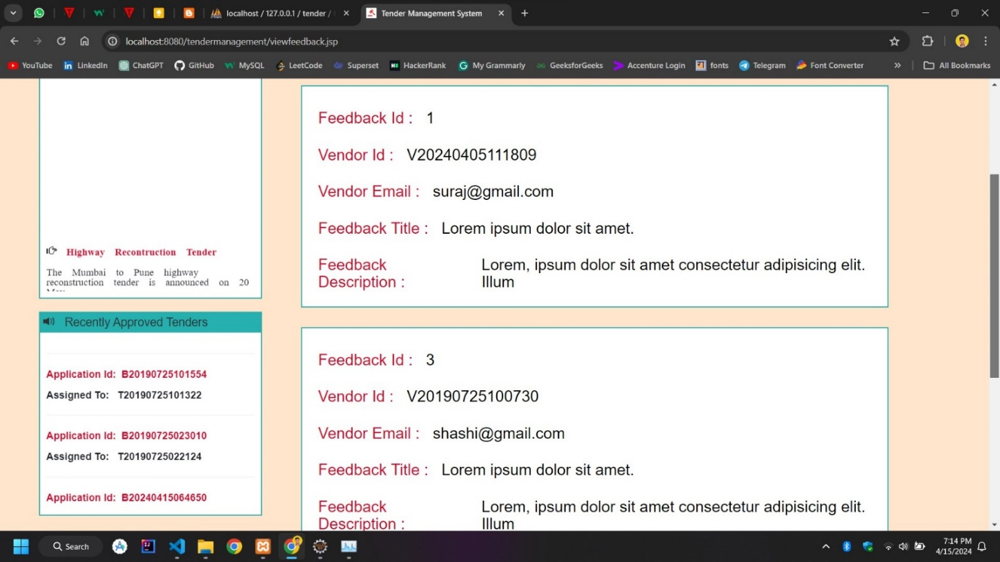 localhost / 127.0.0.1 / tender /
Tender Management System
localhost:8080/tendermanagement/viewfeedback.jsp
YouTube LinkedIn ChatGPT GitHub MySQL LeetCode Superset HackerRank My Grammarly GeeksforGeeks Accenture Login fonts Telegram Font Converter » All Bookmarks
Highway Recontruction Tender
The Mumbai to Pune highway
reconstruction tender is announced on 20
Recently Approved Tenders
Application Id: B20190725101554
Assigned To: T20190725101322
Application Id: B20190725023010
Assigned To: T20190725022124
Application Id: B20240415064650
Feedback Id : 1
Vendor Id : V20240405111809
Vendor Email : suraj@gmail.com
Feedback Title : Lorem ipsum dolor sit amet.
Feedback Lorem, ipsum dolor sit amet consectetur adipisicing elit.
Description : Illum
Feedback Id : 3
Vendor Id : V20190725100730
Vendor Email : shashi@gmail.com
Feedback Title : Lorem ipsum dolor sit amet.
Feedback Lorem, ipsum dolor sit amet consectetur adipisicing elit.
Description : Illum
Search
7:14 PM
4/15/2024